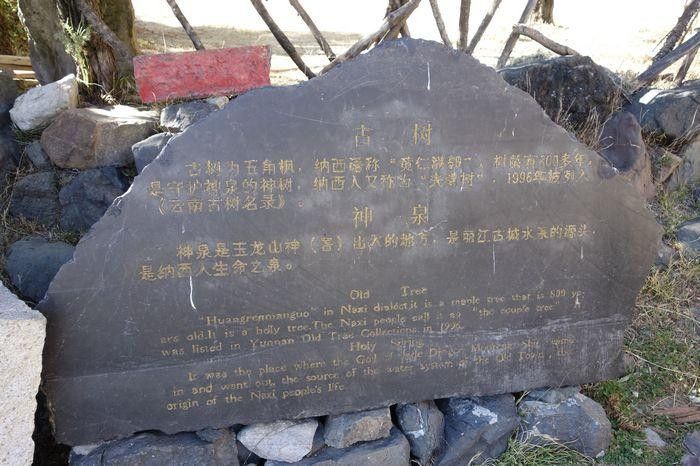 古树
古树为五角枫，纳西语称"黄仁漫郭"，树龄有800多年，
是守护神泉的神树，纳西人又称为"夫妻树"，1996年被列入
《云南古树名录》。
神泉
神泉是玉龙山神（署）出入的地方，是丽江古城水系的源头，
是纳西人生命之泉。
Old Tree
"Huangrenmanguo" in Naxi dialect,it is a maple tree that is 800 ye-
ars old.It is a holy tree.The Naxi people call it as "the couple tree"
was listed in Yunnan Old Tree Collections in 1996.
Holy Spring
It was the place where the God of Jade Dragon Mountain Shu went
in and went out, the source of the water system of the Old Town, the
origin of the Naxi people's life.